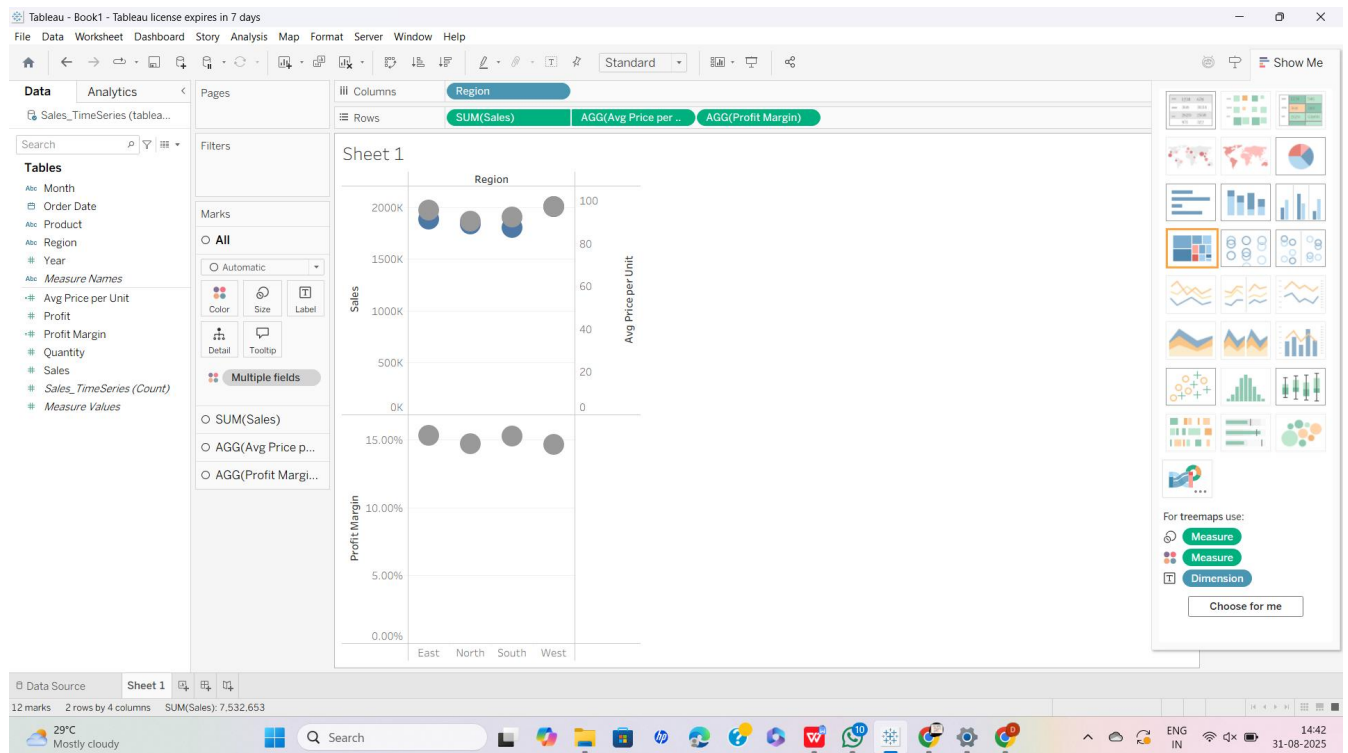 Tableau - Book1 - Tableau license expires in 7 days
File Data Worksheet Dashboard Story Analysis Map Format Server Window Help
Standard
Show Me
Data Analytics
Sales_TimeSeries (tablea...
Search
Tables
Abc Month
Order Date
Abc Product
Abc Region
# Year
Abc Measure Names
# Avg Price per Unit
# Profit
# Profit Margin
# Quantity
# Sales
# Sales_TimeSeries (Count)
# Measure Values
Pages
Filters
Marks
All
Automatic
Color Size Label
Detail Tooltip
Multiple fields
SUM(Sales)
AGG(Avg Price p...
AGG(Profit Margi...
Columns Region
Rows SUM(Sales) AGG(Avg Price per .. AGG(Profit Margin)
Sheet 1
Region
Sales
2000K
1500K
1000K
500K
0K
100
80
60
40
20
0
Avg Price per Unit
Profit Margin
15.00%
10.00%
5.00%
0.00%
East North South West
For treemaps use:
Measure
Measure
Dimension
Choose for me
Data Source Sheet 1
12 marks 2 rows by 4 columns SUM(Sales): 7,532,653
29°C
Mostly cloudy
Search
10
ENG
IN
14:42
31-08-2025